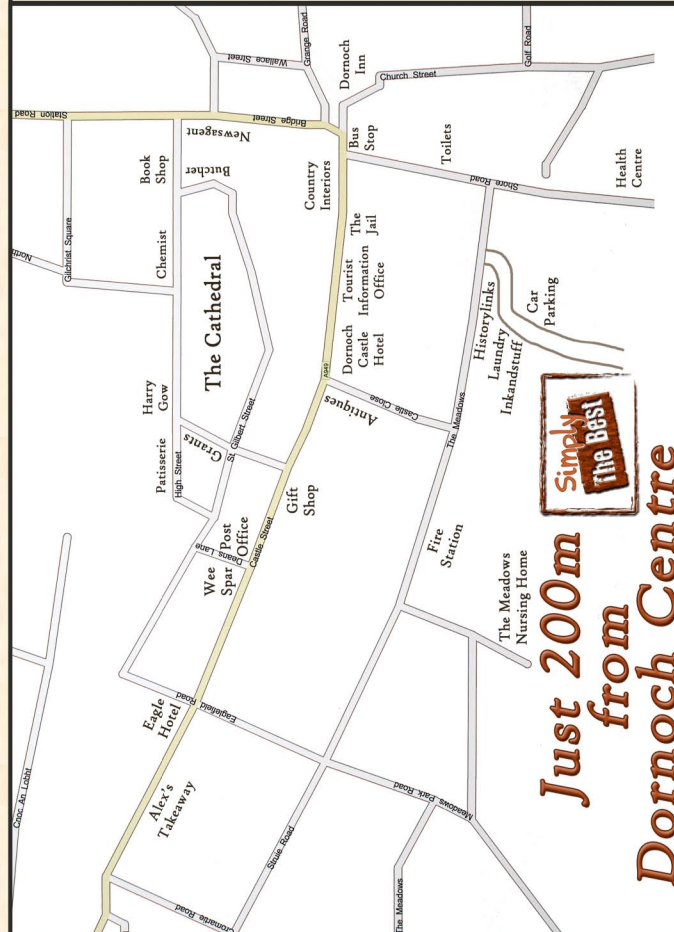 Station Road
Bridge Street
Wallace Street
Grange Road
Dornoch
Inn
Church Street
Golf Road
Newsagent
Book
Shop
Butcher
Country
Interiors
Bus
Stop
Toilets
Shore Road
Health
Centre
Gilchrist Square
Chemist
The Cathedral
The
Jail
Tourist
Information
Office
Dornoch
Castle
Hotel
A949
Historylinks
Laundry
Inkandstuff
Car
Parking
Harry
Gow
Patisserie
High Street
Grants
St. Gilbert Street
Antiques
Castle Close
The Meadows
Simply
the Best
Gift
Shop
Castle Street
Post
Office
Deans Lane
Wee
Spar
Fire
Station
The Meadows
Nursing Home
Eagle
Hotel
Eaglefield Road
Alex's
Takeaway
Cnoc An Lobht
Struie Road
Meadows Park Road
The Meadows
Just 200m
from
Dornoch Centre